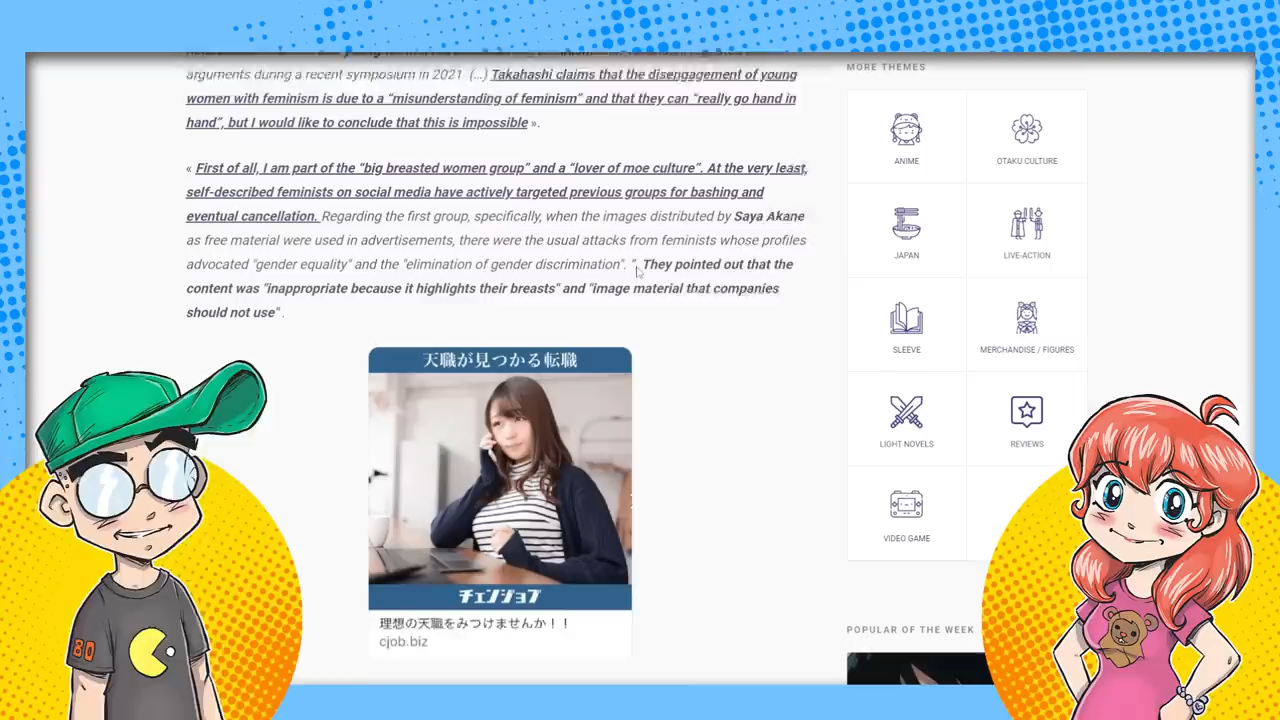 arguments during a recent symposium in 2021 (...) Takahashi claims that the disengagement of young
women with feminism is due to a “misunderstanding of feminism” and that they can “really go hand in
hand”, but I would like to conclude that this is impossible ».
« First of all, I am part of the “big breasted women group” and a “lover of moe culture”. At the very least,
self-described feminists on social media have actively targeted previous groups for bashing and
eventual cancellation. Regarding the first group, specifically, when the images distributed by Saya Akane
as free material were used in advertisements, there were the usual attacks from feminists whose profiles
advocated "gender equality" and the "elimination of gender discrimination". ". They pointed out that the
content was "inappropriate because it highlights their breasts" and "image material that companies
should not use" .
天職が見つかる転職
チェンジョブ
理想の天職をみつけませんか！！
cjob.biz
MORE THEMES
ANIME
OTAKU CULTURE
JAPAN
LIVE-ACTION
SLEEVE
MERCHANDISE / FIGURES
LIGHT NOVELS
REVIEWS
VIDEO GAME
POPULAR OF THE WEEK
80